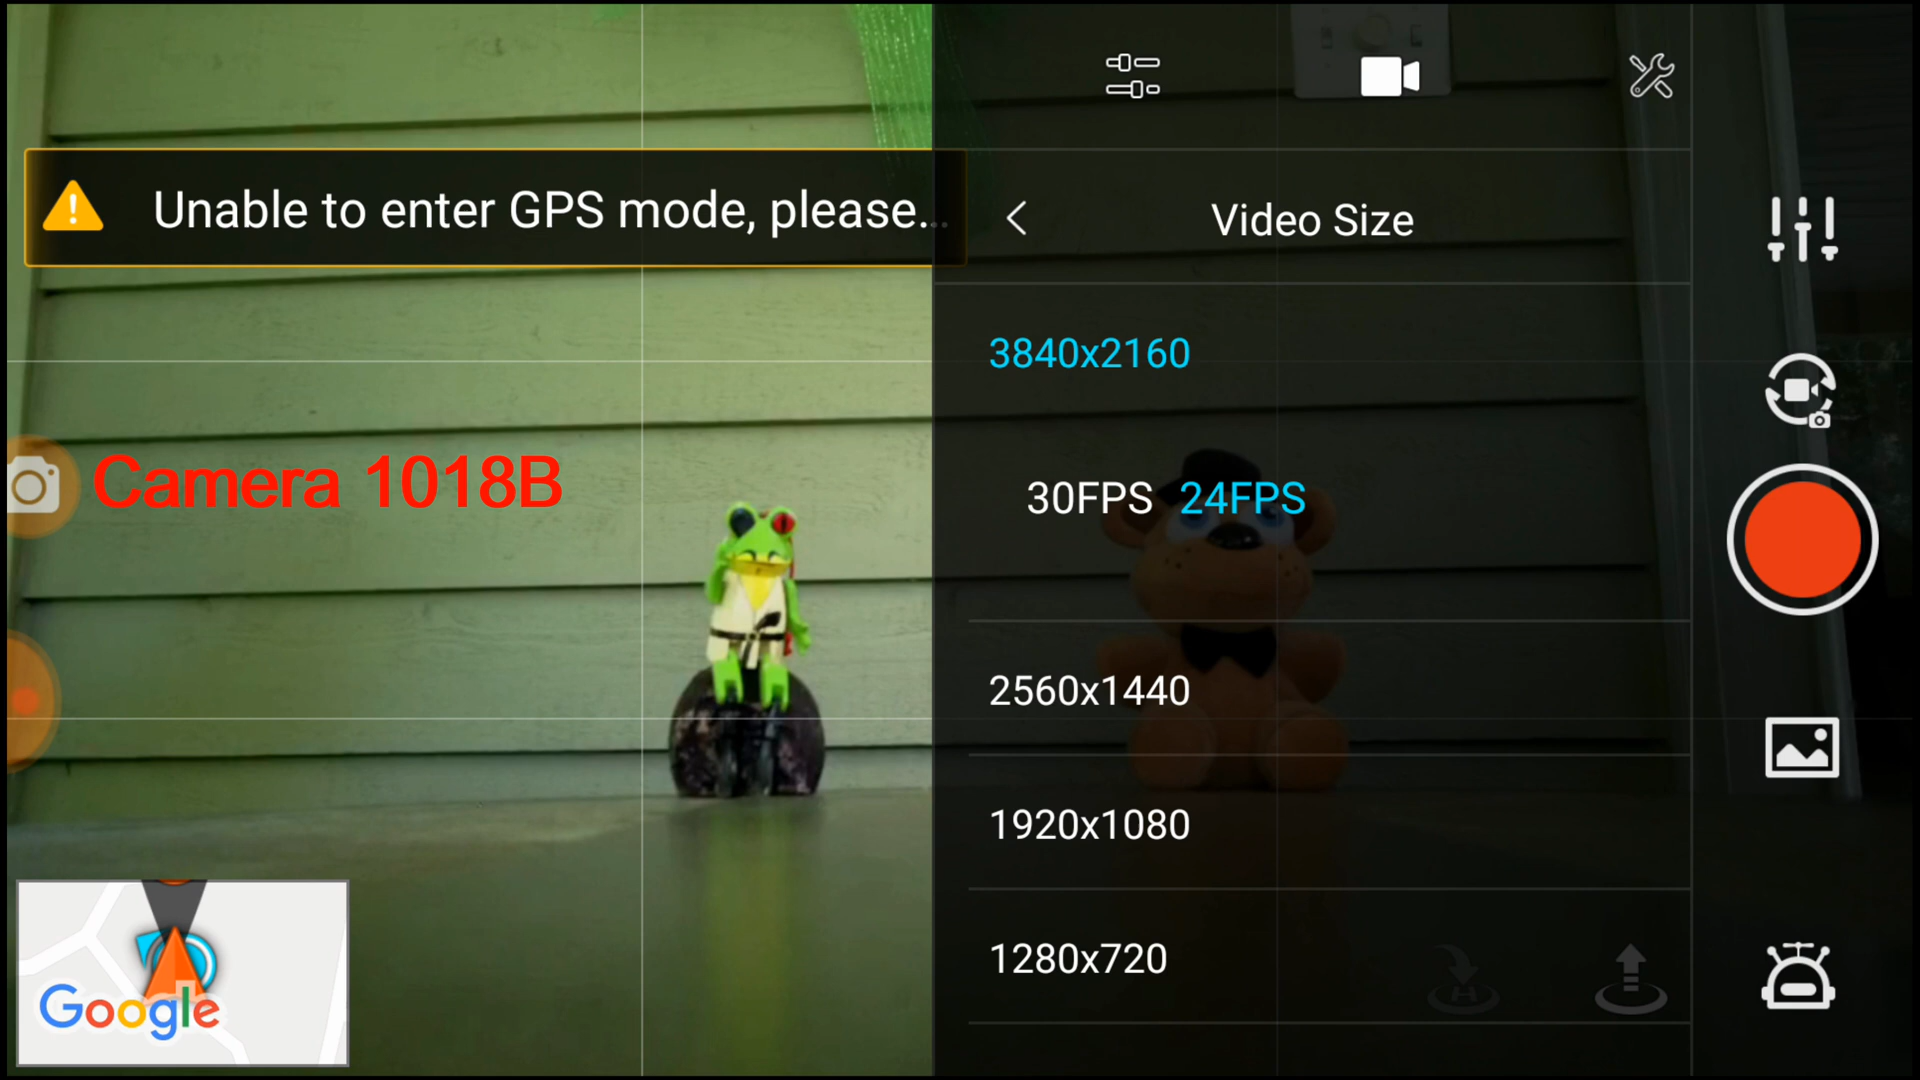 Unable to enter GPS mode, please...
Video Size
3840x2160
30FPS 24FPS
Camera 1018B
2560x1440
1920x1080
1280x720
Google